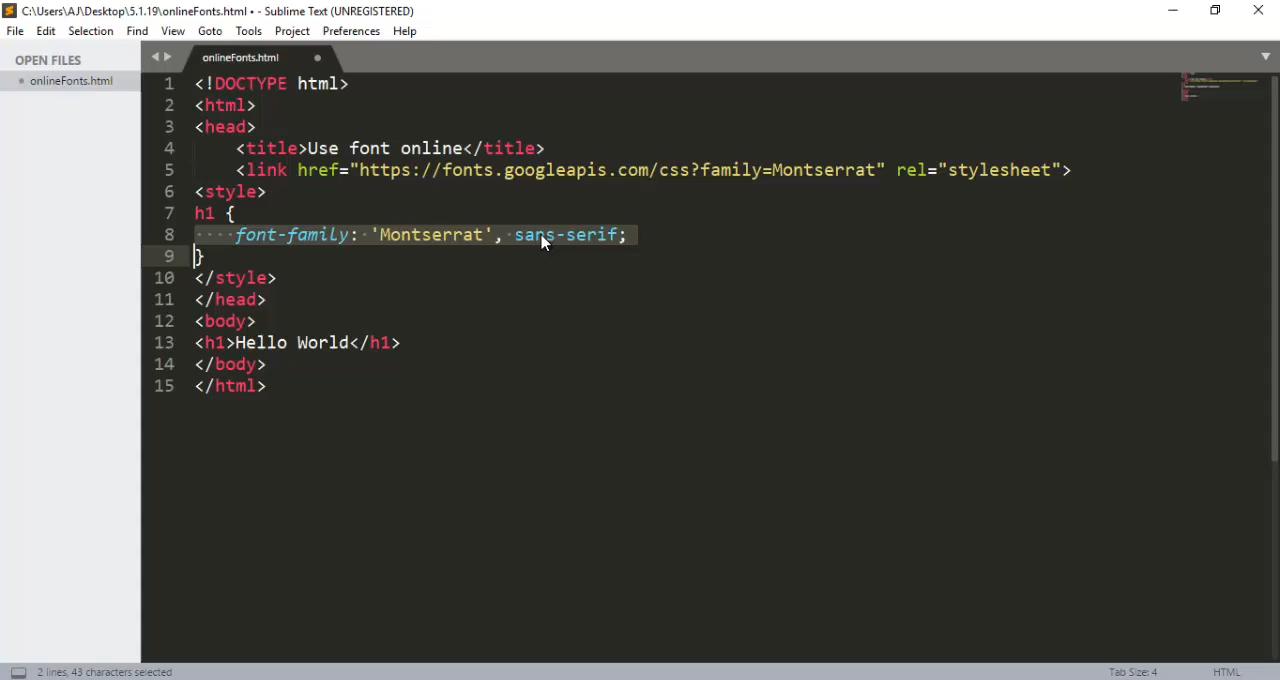 C:\Users\AJ\Desktop\5.1.19\onlineFonts.html • - Sublime Text (UNREGISTERED)
File Edit Selection Find View Goto Tools Project Preferences Help
OPEN FILES
onlineFonts.html
onlineFonts.html
1 <!DOCTYPE html>
2 <html>
3 <head>
4     <title>Use font online</title>
5     <link href="https://fonts.googleapis.com/css?family=Montserrat" rel="stylesheet">
6 <style>
7 h1 {
8     font-family: 'Montserrat', sans-serif;
9 }
10 </style>
11 </head>
12 <body>
13 <h1>Hello World</h1>
14 </body>
15 </html>
2 lines, 43 characters selected
Tab Size: 4 HTML